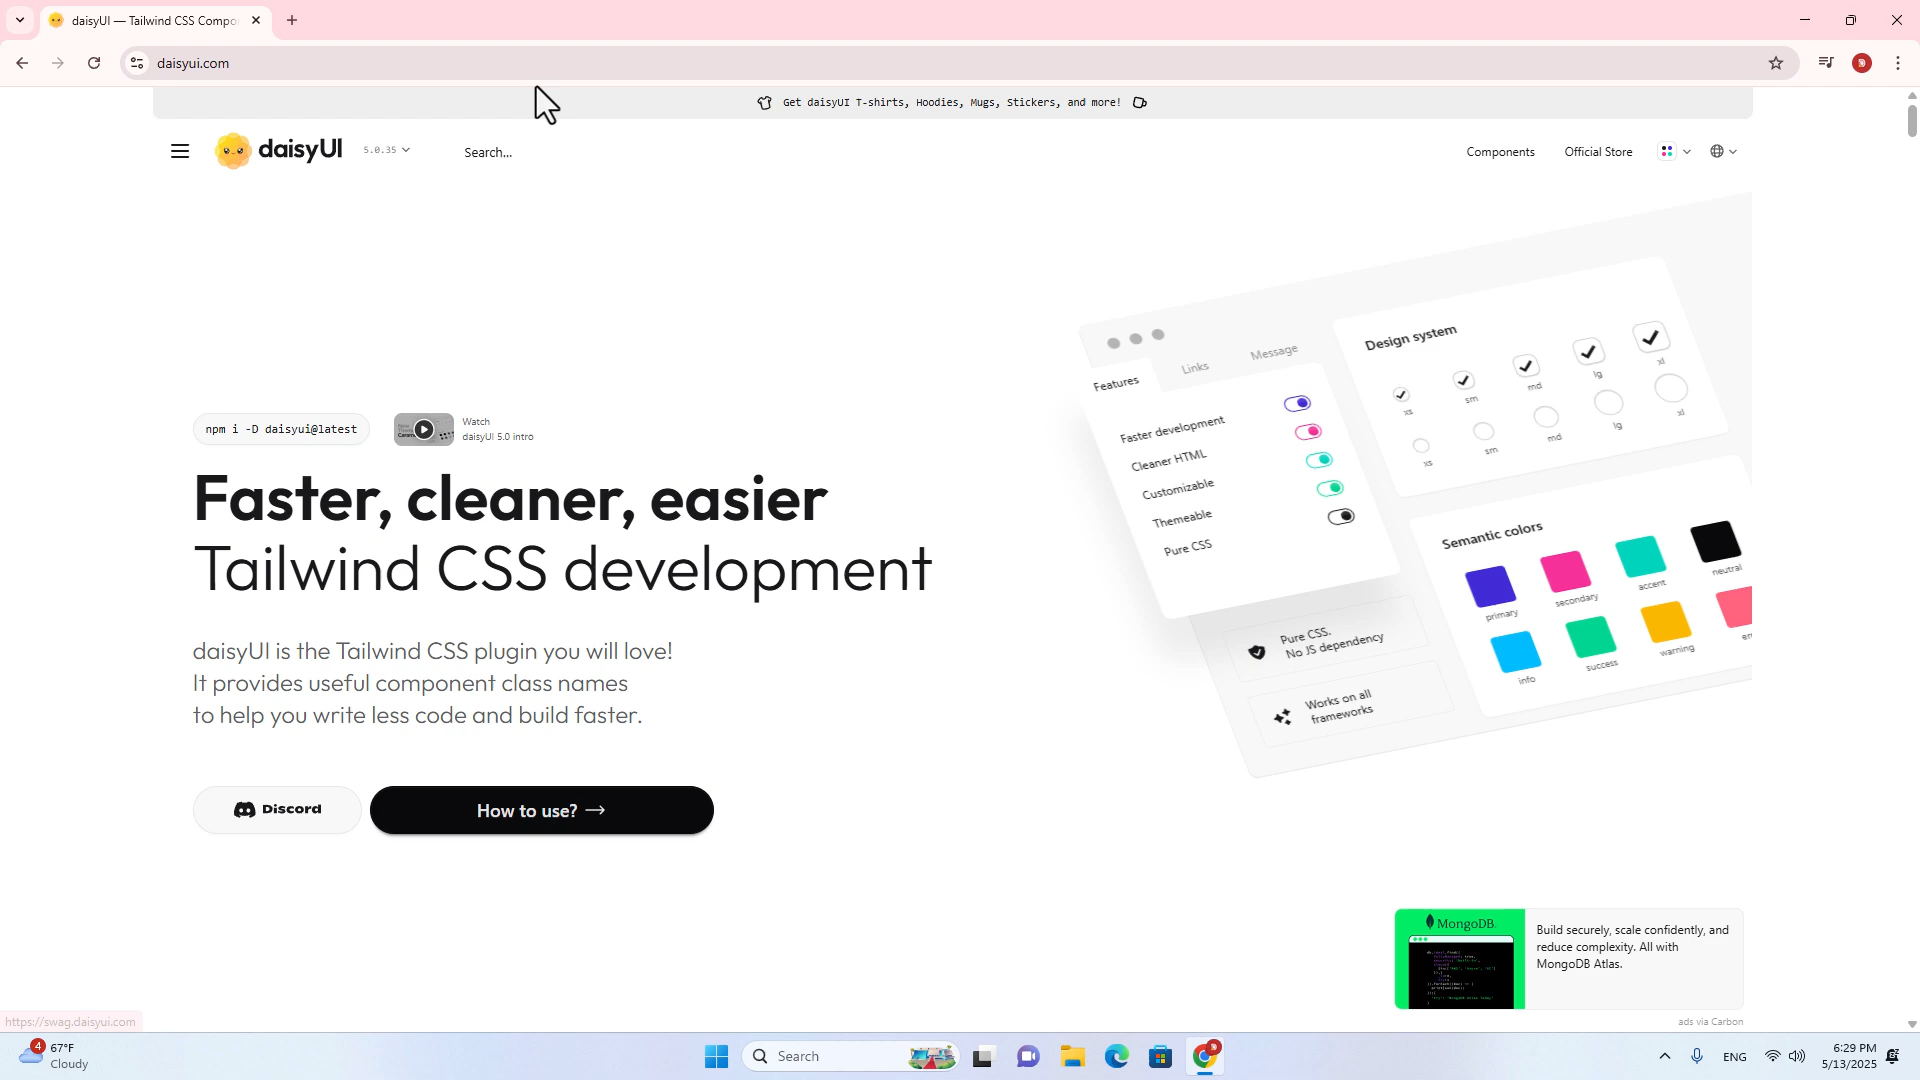 daisyUI — Tailwind CSS Compo
daisyui.com
Get daisyUI T-shirts, Hoodies, Mugs, Stickers, and more!
daisyUI
5.0.35
Search...
Components
Official Store
npm i -D daisyui@latest
Watch
daisyUI 5.0 intro
Faster, cleaner, easier
Tailwind CSS development
daisyUI is the Tailwind CSS plugin you will love!
It provides useful component class names
to help you write less code and build faster.
Discord
How to use? →
Features
Links
Message
Faster development
Cleaner HTML
Customizable
Themeable
Pure CSS
Design system
xs
sm
md
lg
xl
xs
sm
md
lg
xl
Semantic colors
primary
secondary
accent
neutral
info
success
warning
Pure CSS.
No JS dependency
Works on all
frameworks
MongoDB
Build securely, scale confidently, and
reduce complexity. All with
MongoDB Atlas.
ads via Carbon
https://swag.daisyui.com
4
67°F
Cloudy
Search
ENG
6:29 PM
5/13/2025